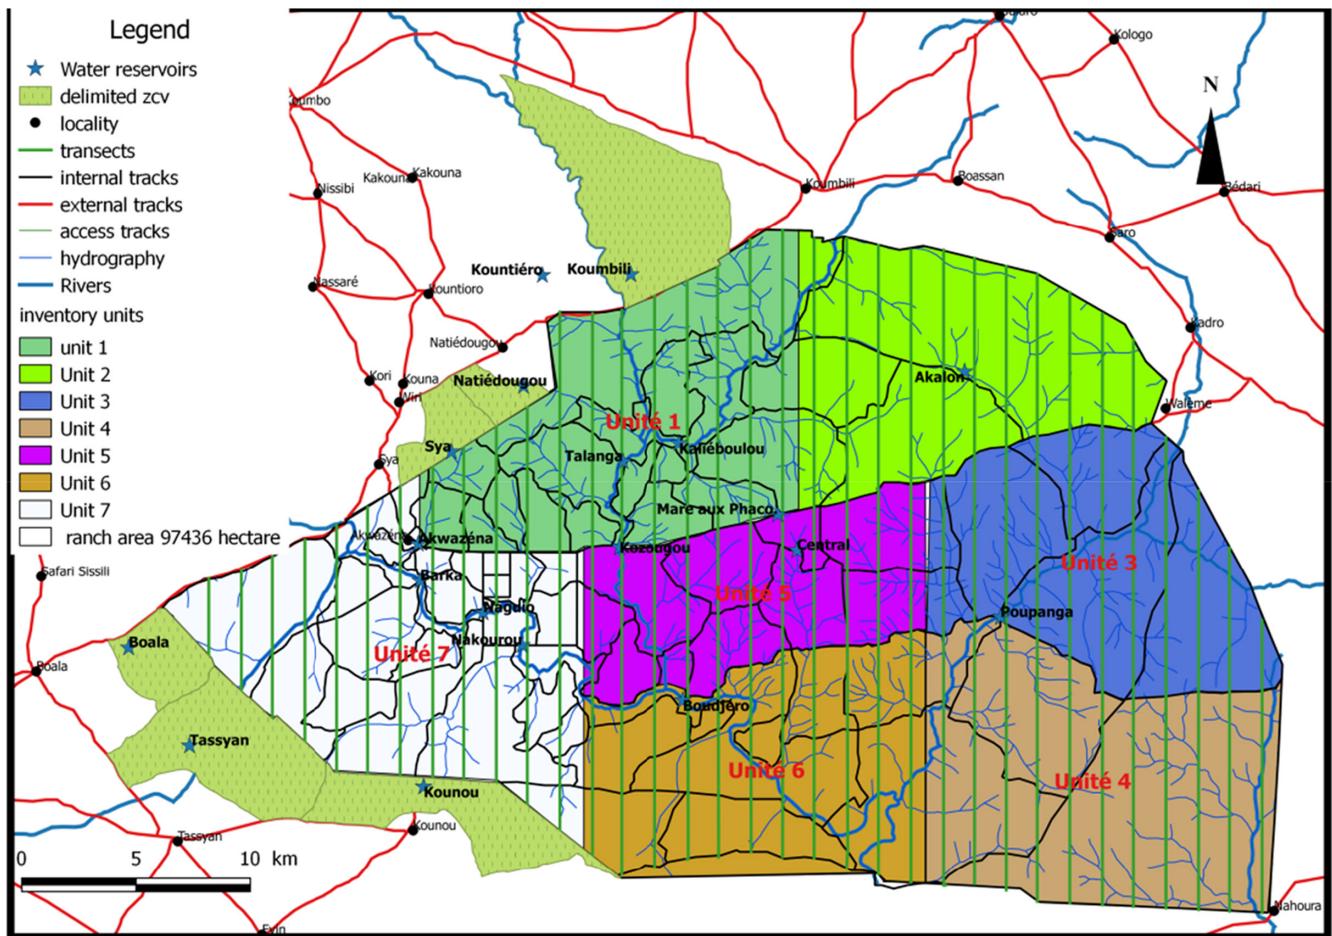 Legend
Water reservoirs
delimited zcv
locality
transects
internal tracks
external tracks
access tracks
hydrography
Rivers
inventory units
unit 1
Unit 2
Unit 3
Unit 4
Unit 5
Unit 6
Unit 7
ranch area 97436 hectare
Kologo
N
Kakouna
Kakouna
Nissibi
Koumbili
Boassan
Bédari
Kountiéro
Koumbili
Nassaré
Kountioro
Kadro
Natiédougou
Kori
Kouna
Natiédougou
Akalon
Wiri
Walème
Unité 1
Sya
Talanga
Kaliéboulou
Sya
Mare aux Phaco.
Akwazéna
Akwazéna
Kozougou
Central
Safari Sissili
Barka
Unité 3
Unité 5
Nagdio
Poupanga
Boala
Nakourou
Unité 7
Boala
Boudjéro
Tassyan
Unité 6
Unité 4
Kounou
Kounou
Tassyan
0 5 10 km
Nahoura